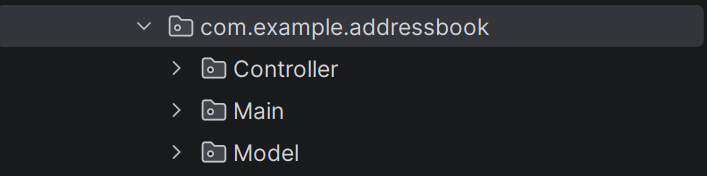 com.example.addressbook
Controller
Main
Model